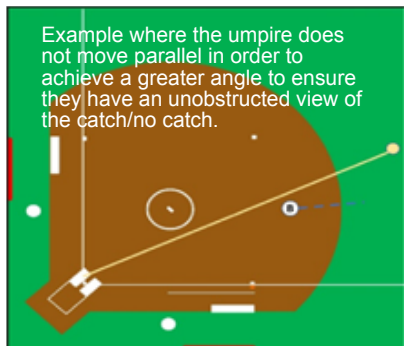 Example where the umpire does
not move parallel in order to
achieve a greater angle to ensure
they have an unobstructed view of
the catch/no catch.